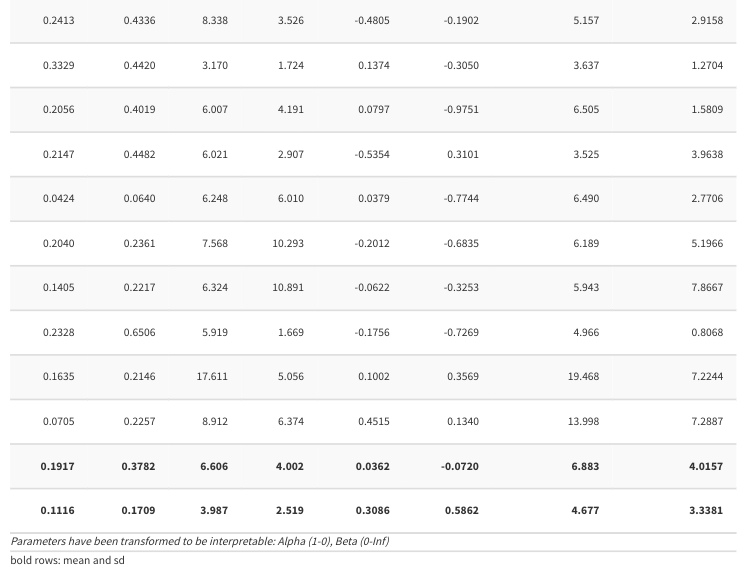 0.2413 0.4336 8.338 3.526 -0.4805 -0.1902 5.157 2.9158
0.3329 0.4420 3.170 1.724 0.1374 -0.3050 3.637 1.2704
0.2056 0.4019 6.007 4.191 0.0797 -0.9751 6.505 1.5809
0.2147 0.4482 6.021 2.907 -0.5354 0.3101 3.525 3.9638
0.0424 0.0640 6.248 6.010 0.0379 -0.7744 6.490 2.7706
0.2040 0.2361 7.568 10.293 -0.2012 -0.6835 6.189 5.1966
0.1405 0.2217 6.324 10.891 -0.0622 -0.3253 5.943 7.8667
0.2328 0.6506 5.919 1.669 -0.1756 -0.7269 4.966 0.8068
0.1635 0.2146 17.611 5.056 0.1002 0.3569 19.468 7.2244
0.0705 0.2257 8.912 6.374 0.4515 0.1340 13.998 7.2887
0.1917 0.3782 6.606 4.002 0.0362 -0.0720 6.883 4.0157
0.1116 0.1709 3.987 2.519 0.3086 0.5862 4.677 3.3381
Parameters have been transformed to be interpretable: Alpha (1-0), Beta (0-Inf)
bold rows: mean and sd